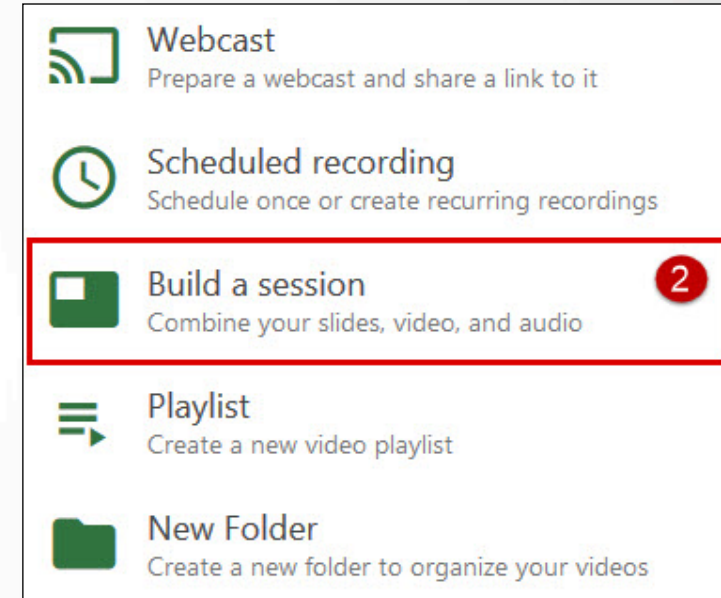 Webcast
Prepare a webcast and share a link to it
Scheduled recording
Schedule once or create recurring recordings
Build a session
2
Combine your slides, video, and audio
Playlist
Create a new video playlist
New Folder
Create a new folder to organize your videos